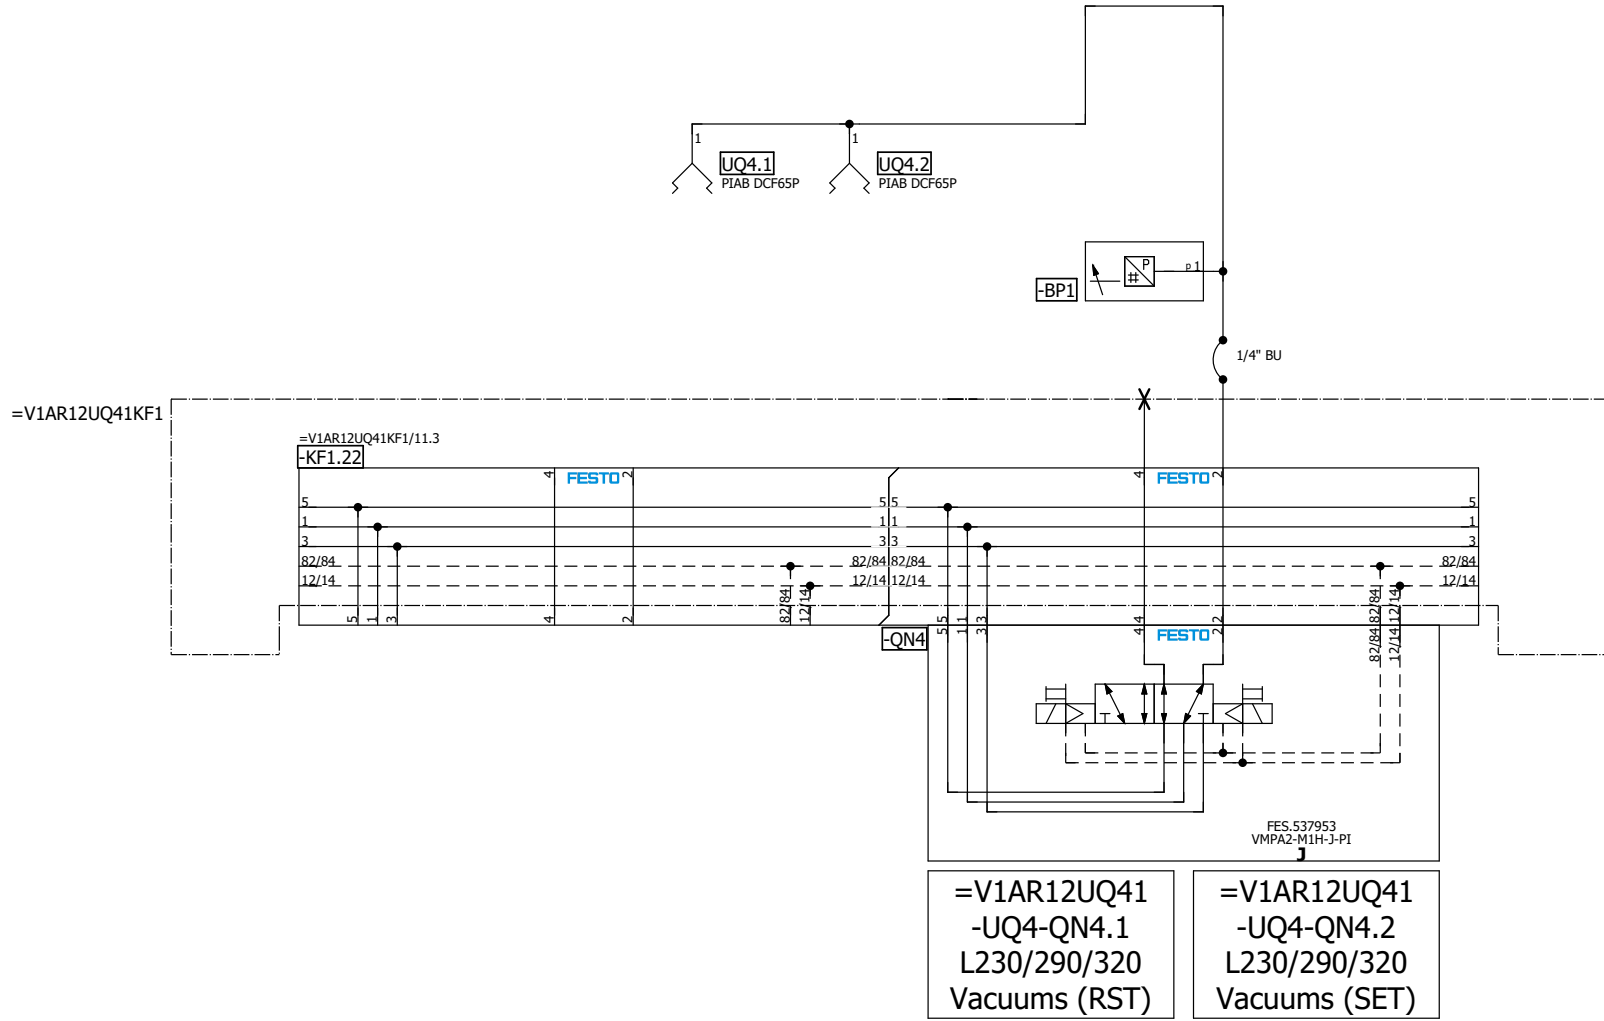 1
UQ4.1
PIAB DCF65P
1
UQ4.2
PIAB DCF65P
P
#
p 1
-BP1
1/4" BU
=V1AR12UQ41KF1
=V1AR12UQ41KF1/11.3
-KF1.22
4
FESTO
2
4
FESTO
2
5
5
5
5
1
1
1
1
3
3
3
3
82/84
82/84
82/84
82/84
12/14
12/14
12/14
12/14
5
1
3
4
2
82/84
12/14
5
1
3
4
2
82/84
12/14
-QN4
5
1
3
4
FESTO
2
82/84
12/14
FES.537953
VMPA2-M1H-J-PI
J
=V1AR12UQ41
-UQ4-QN4.1
L230/290/320
Vacuums (RST)
=V1AR12UQ41
-UQ4-QN4.2
L230/290/320
Vacuums (SET)